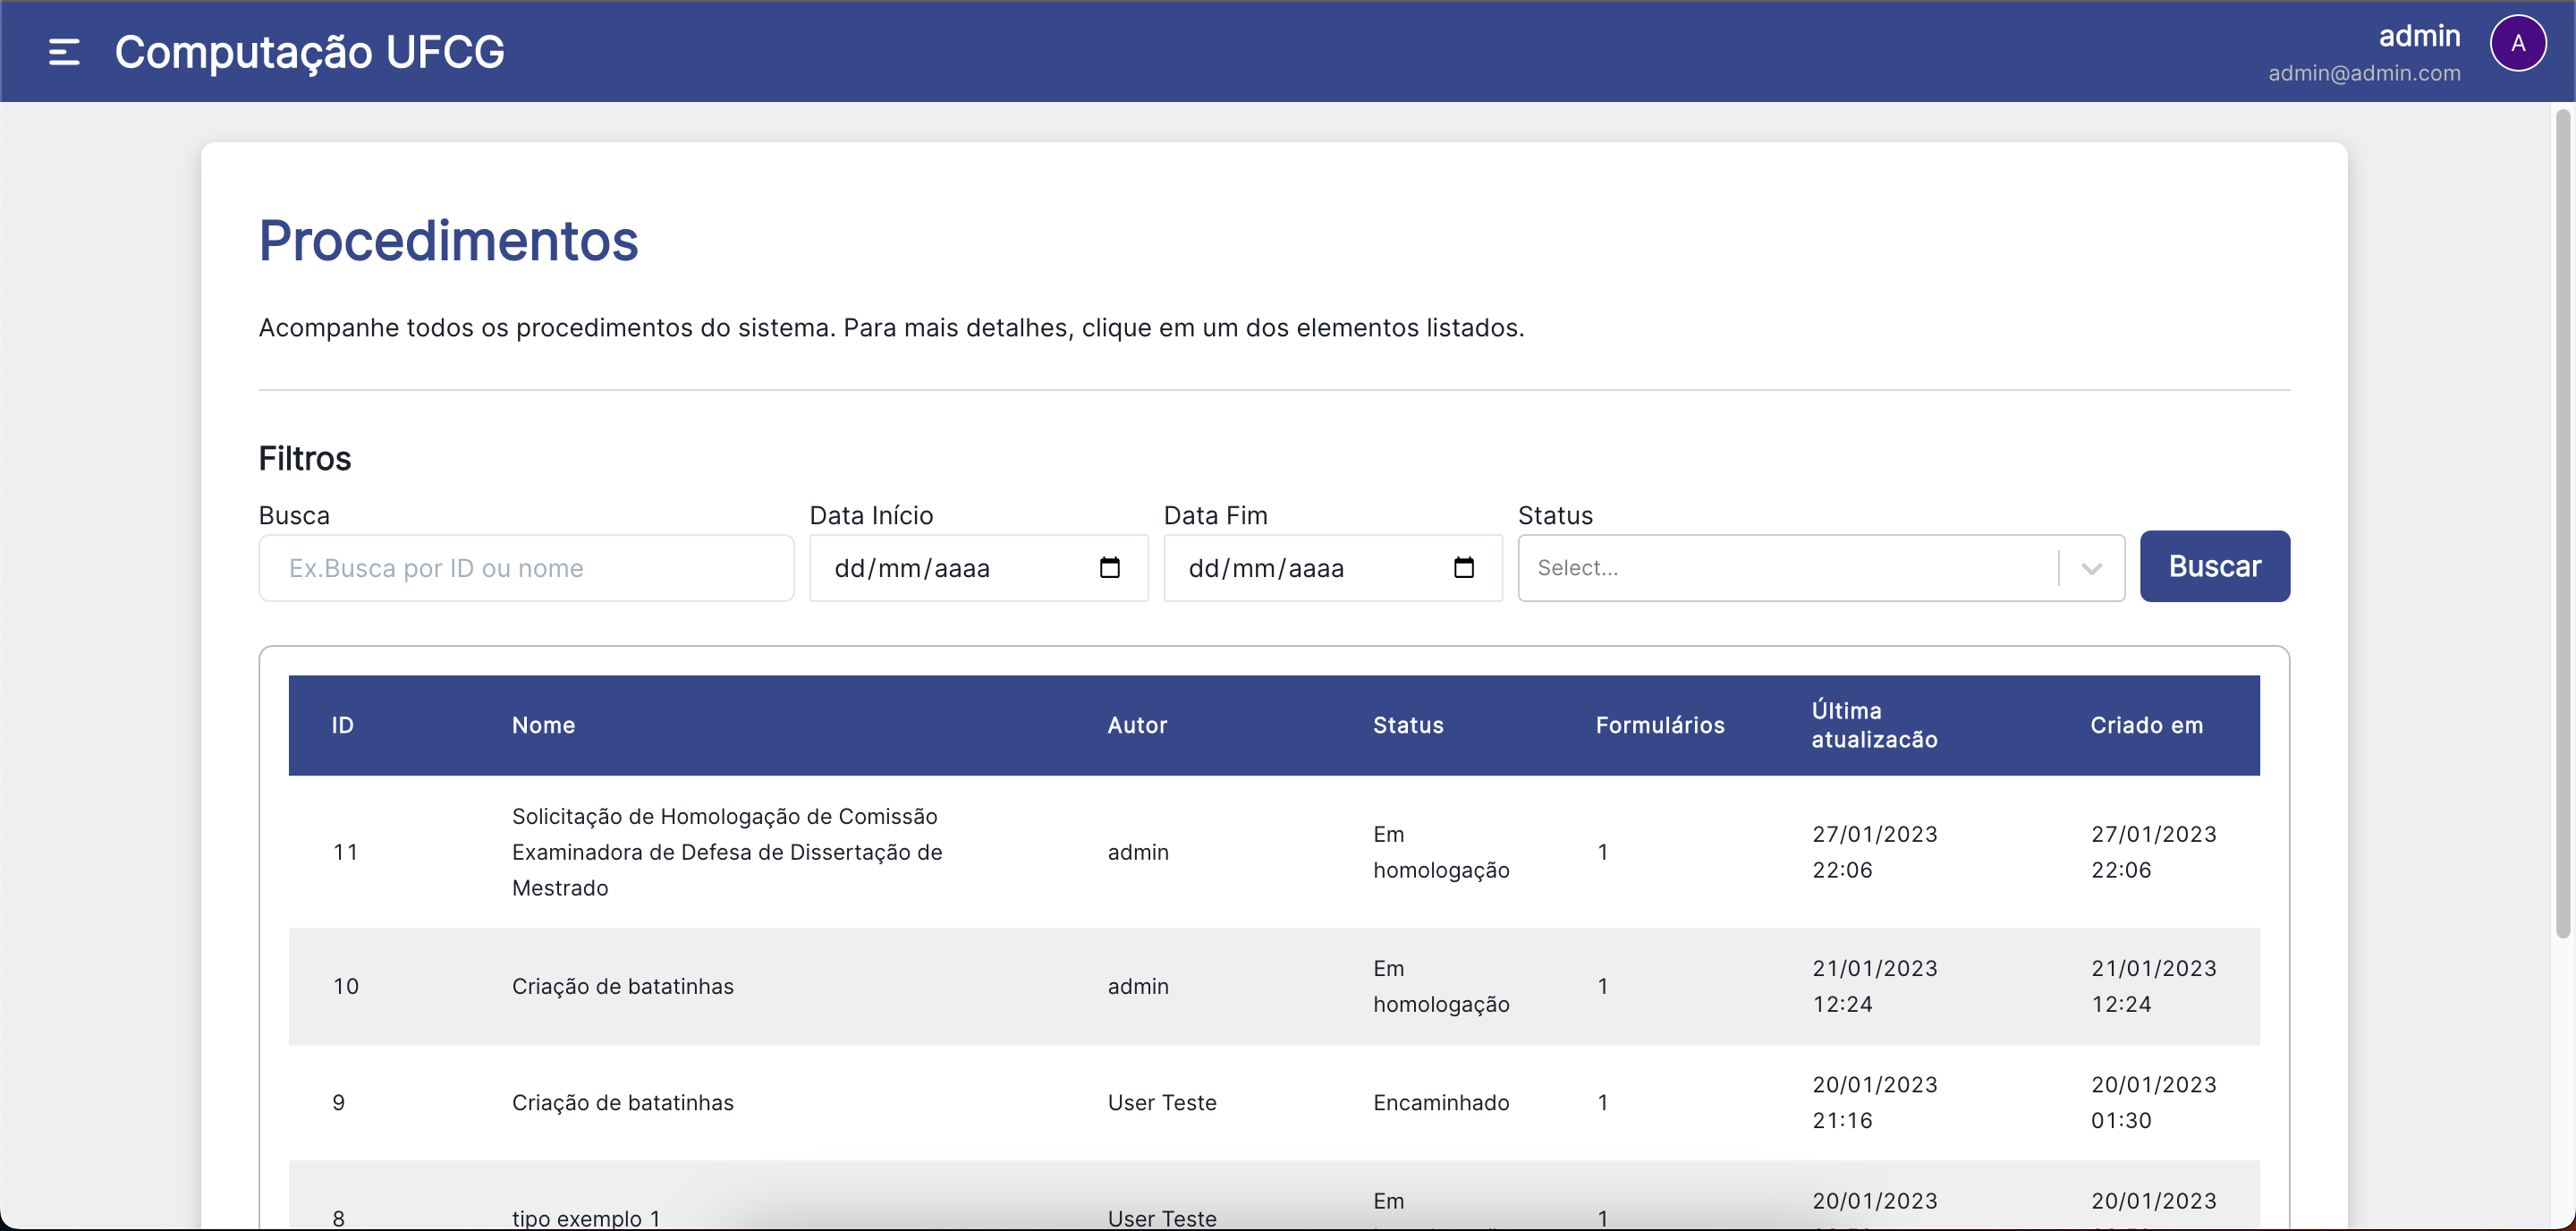 Computação UFCG
admin
admin@admin.com
A
Procedimentos
Acompanhe todos os procedimentos do sistema. Para mais detalhes, clique em um dos elementos listados.
Filtros
Busca
Data Início
Data Fim
Status
Ex.Busca por ID ou nome
dd/mm/aaaa
dd/mm/aaaa
Select...
Buscar
ID
Nome
Autor
Status
Formulários
Última
atualizacão
Criado em
11
Solicitação de Homologação de Comissão
Examinadora de Defesa de Dissertação de
Mestrado
admin
Em
homologação
1
27/01/2023
22:06
27/01/2023
22:06
10
Criação de batatinhas
admin
Em
homologação
1
21/01/2023
12:24
21/01/2023
12:24
9
Criação de batatinhas
User Teste
Encaminhado
1
20/01/2023
21:16
20/01/2023
01:30
8
tipo exemplo 1
User Teste
Em
1
20/01/2023
20/01/2023